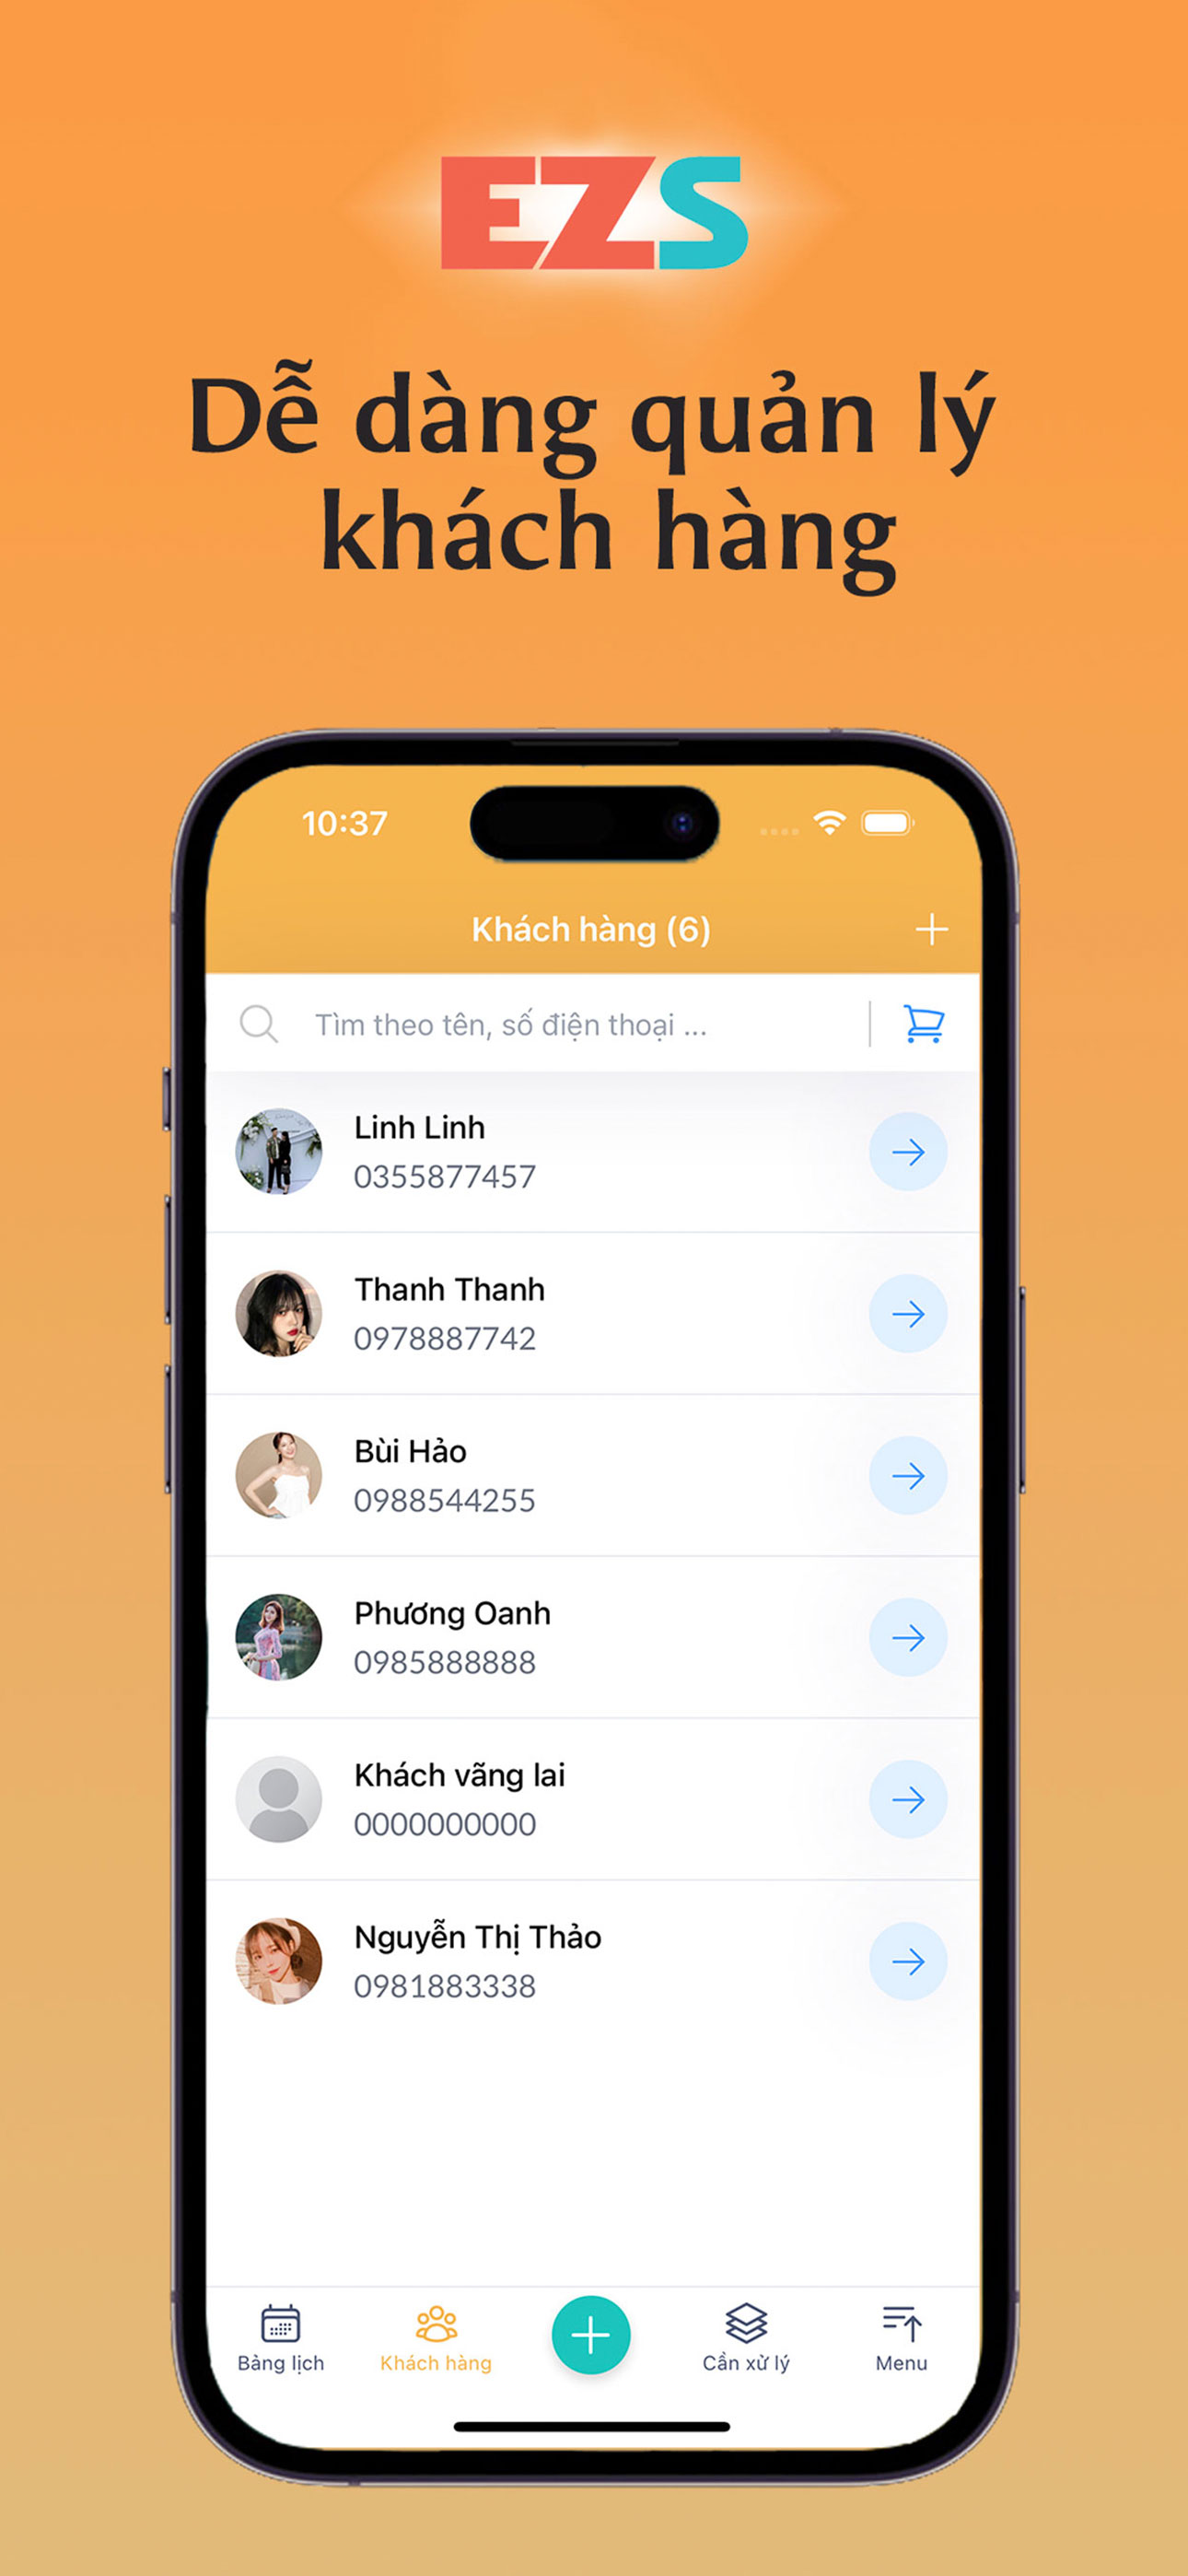 EZS
Dễ dàng quản lý
khách hàng
10:37
Khách hàng (6)
Tìm theo tên, số điện thoại ...
Linh Linh
0355877457
Thanh Thanh
0978887742
Bùi Hảo
0988544255
Phương Oanh
0985888888
Khách vãng lai
0000000000
Nguyễn Thị Thảo
0981883338
Bảng lịch
Khách hàng
Cần xử lý
Menu